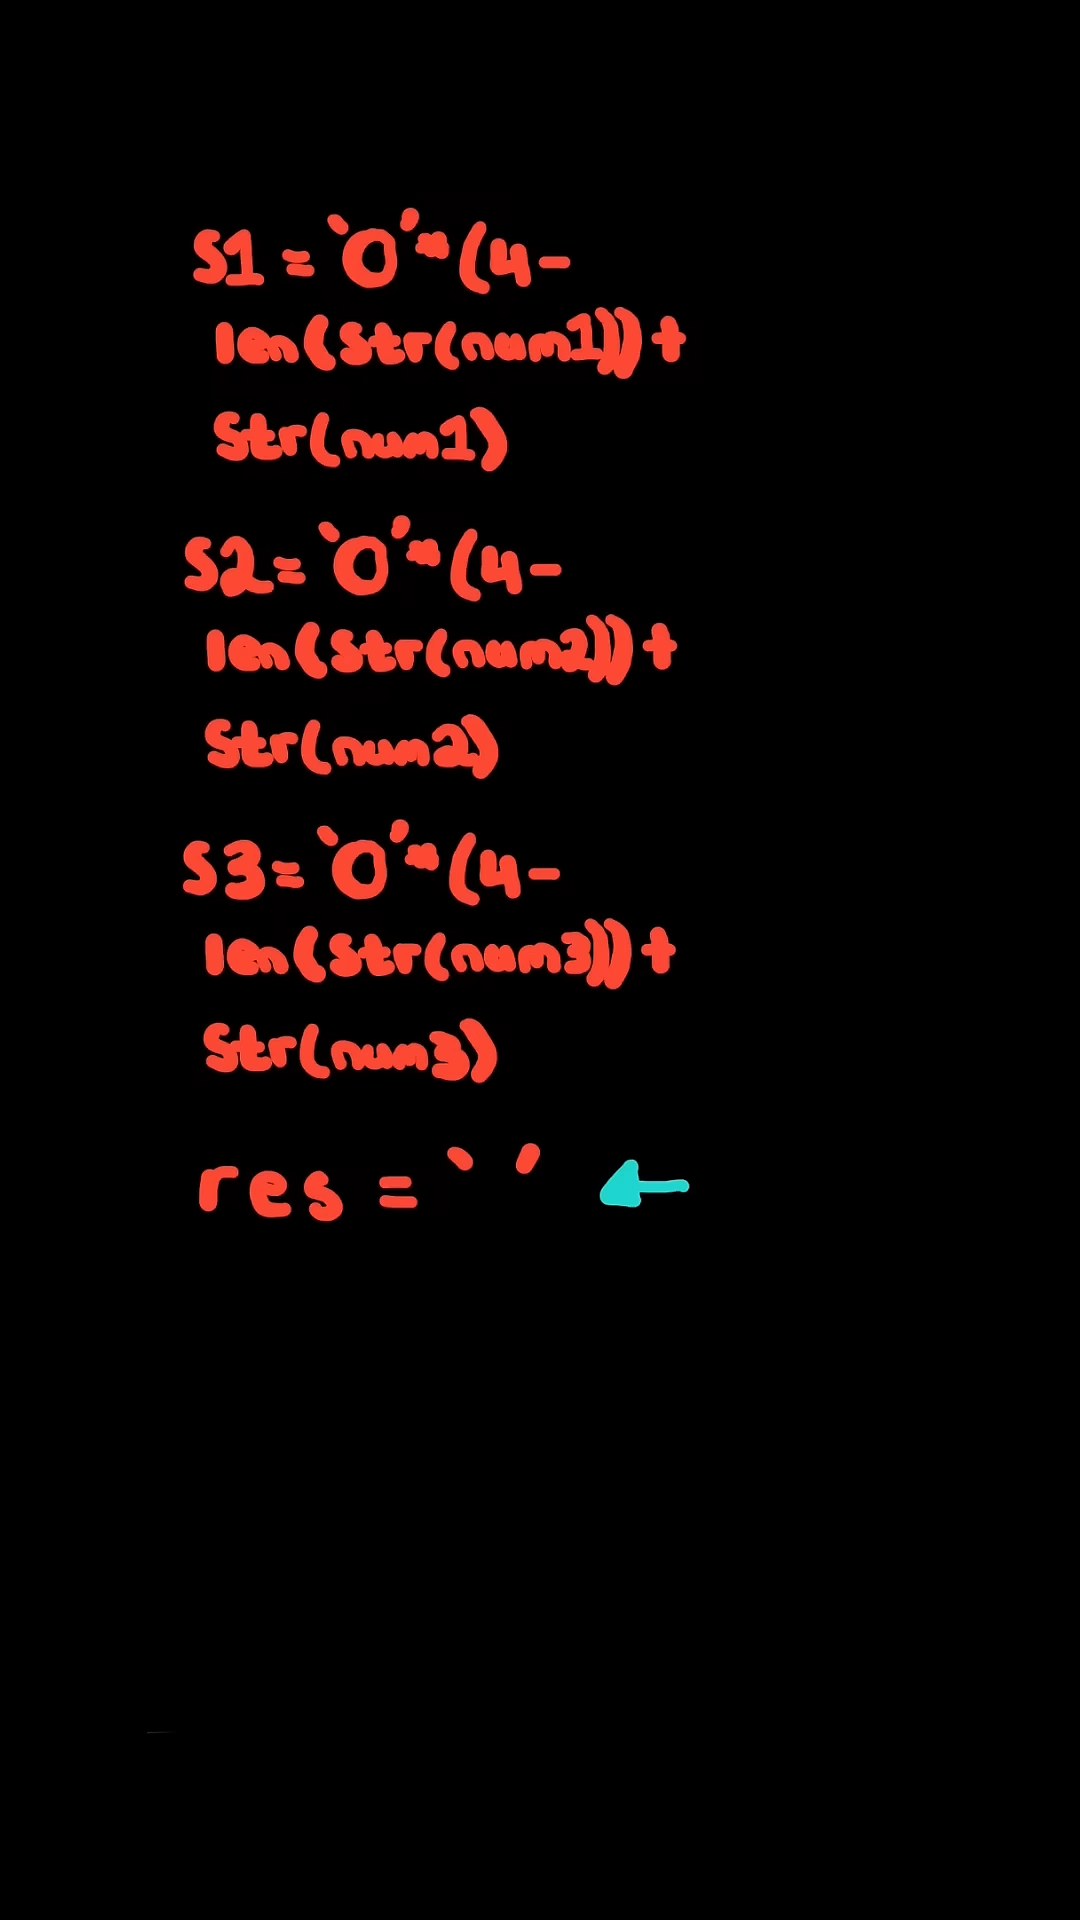 S1 = `0'*(4-
len(str(num1))+
Str(num1)
S2= `0'*(4-
len(str(num2))+
Str(num2)
S3= `0'*(4-
len(str(num3))+
Str(num3)
res = ` '